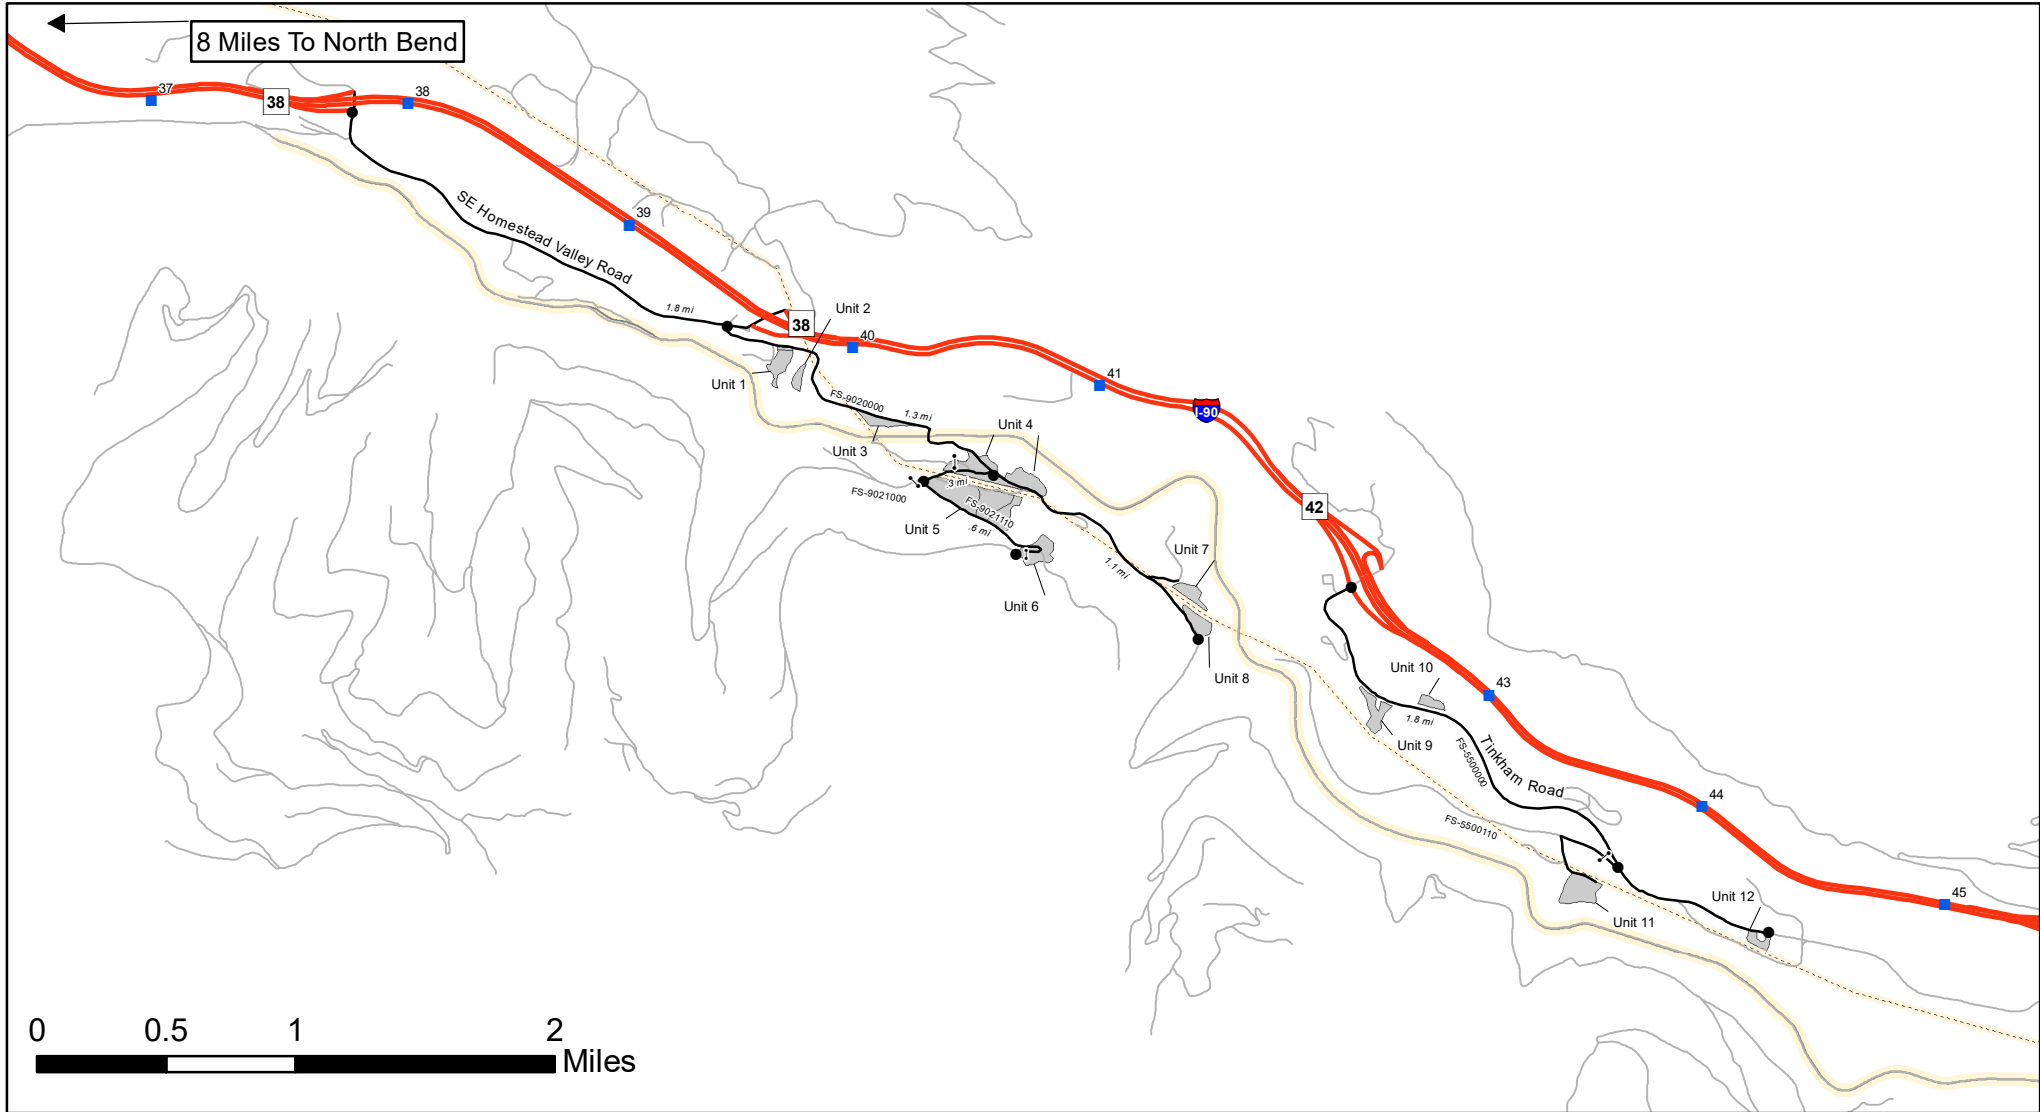 8 Miles To North Bend
37
38
38
39
SE Homestead Valley Road
1.8 mi
38
Unit 2
40
41
I-90
Unit 1
FS-9020000
1.3 mi
Unit 4
Unit 3
.3 mi
FS-9021000
FS-9021110
Unit 5
.6 mi
42
Unit 7
1.1 mi
Unit 6
Unit 8
Unit 10
43
1.8 mi
Unit 9
Tinkham Road
FS-5500000
44
FS-5500110
Unit 12
45
Unit 11
0 0.5 1 2
Miles